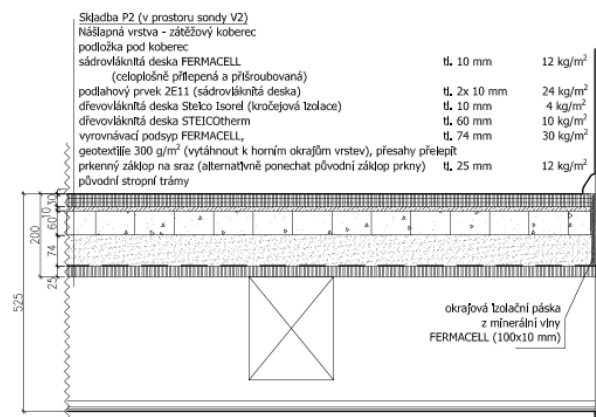 Skladba P2 (v prostoru sondy V2)
Nášlapna vrstva - zátěžový koberec
podložka pod koberec
sádrovláknitá deska FERMACELL tl. 10 mm 12 kg/m²
(celoplošně přilepená a přišroubovaná)
podlahový prvek 2E11 (sádrovláknitá deska) tl. 2x 10 mm 24 kg/m²
dřevovláknitá deska Steico Isorel (kročejová izolace) tl. 10 mm 4 kg/m²
dřevovláknitá deska STEICOtherm tl. 60 mm 10 kg/m²
vyrovnávací podsyp FERMACELL, tl. 74 mm 30 kg/m²
geotextilie 300 g/m² (vytáhnout k horním okrajům vrstev), přesahy přelepit
prkenný záklop na sraz (alternativně ponechat původní záklop prkny) tl. 25 mm 12 kg/m²
původní stropní trámy
30
10
60
200
74
25
525
okrajová izolační páska
z minerální vlny
FERMACELL (100x10 mm)